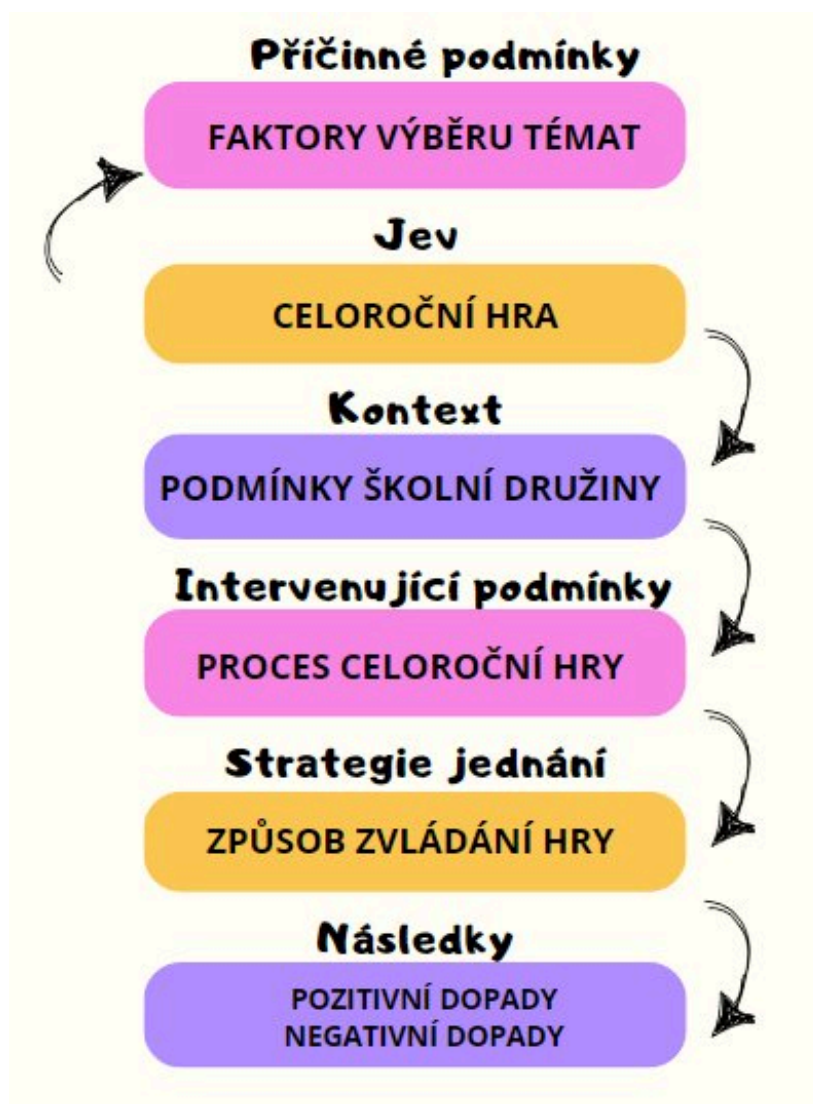 Příčinné podmínky
FAKTORY VÝBĚRU TÉMAT
Jev
CELOROČNÍ HRA
Kontext
PODMÍNKY ŠKOLNÍ DRUŽINY
Intervenující podmínky
PROCES CELOROČNÍ HRY
Strategie jednání
ZPŮSOB ZVLÁDÁNÍ HRY
Následky
POZITIVNÍ DOPADY
NEGATIVNÍ DOPADY